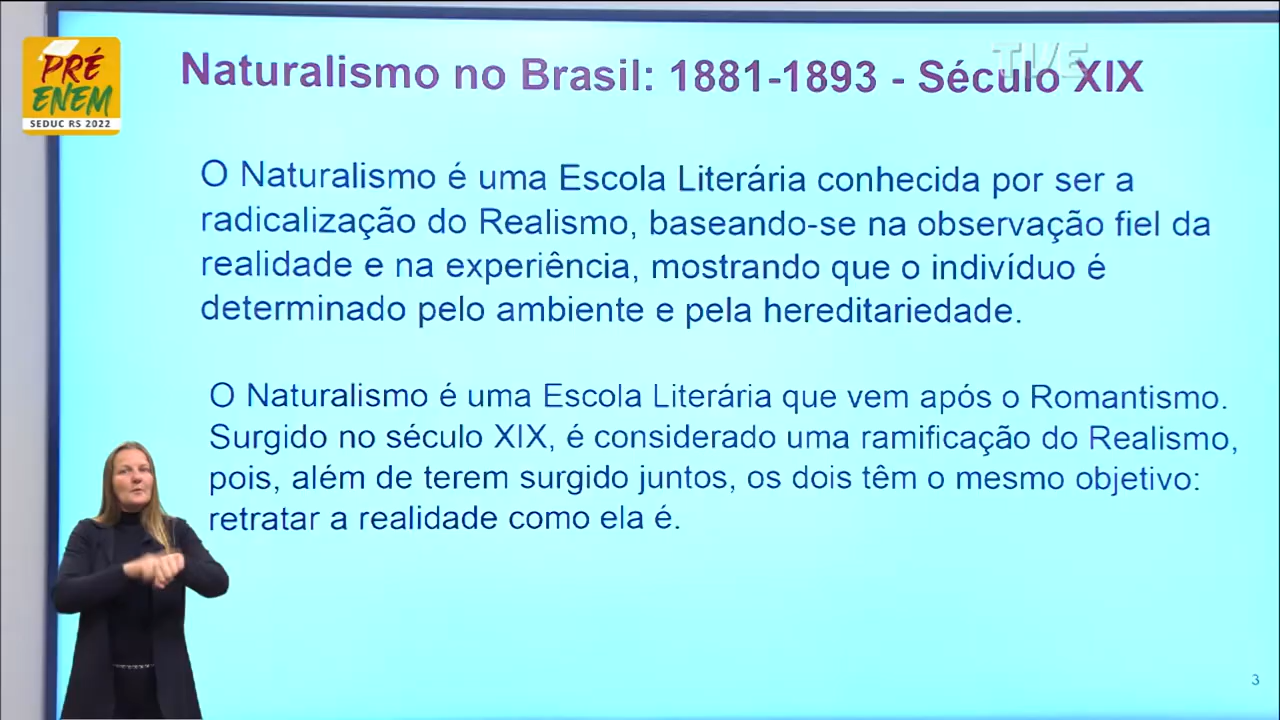 PRÉ
ENEM
SEDUC RS 2022
TVE
Naturalismo no Brasil: 1881-1893 - Século XIX
O Naturalismo é uma Escola Literária conhecida por ser a
radicalização do Realismo, baseando-se na observação fiel da
realidade e na experiência, mostrando que o indivíduo é
determinado pelo ambiente e pela hereditariedade.
O Naturalismo é uma Escola Literária que vem após o Romantismo.
Surgido no século XIX, é considerado uma ramificação do Realismo,
pois, além de terem surgido juntos, os dois têm o mesmo objetivo:
retratar a realidade como ela é.
3